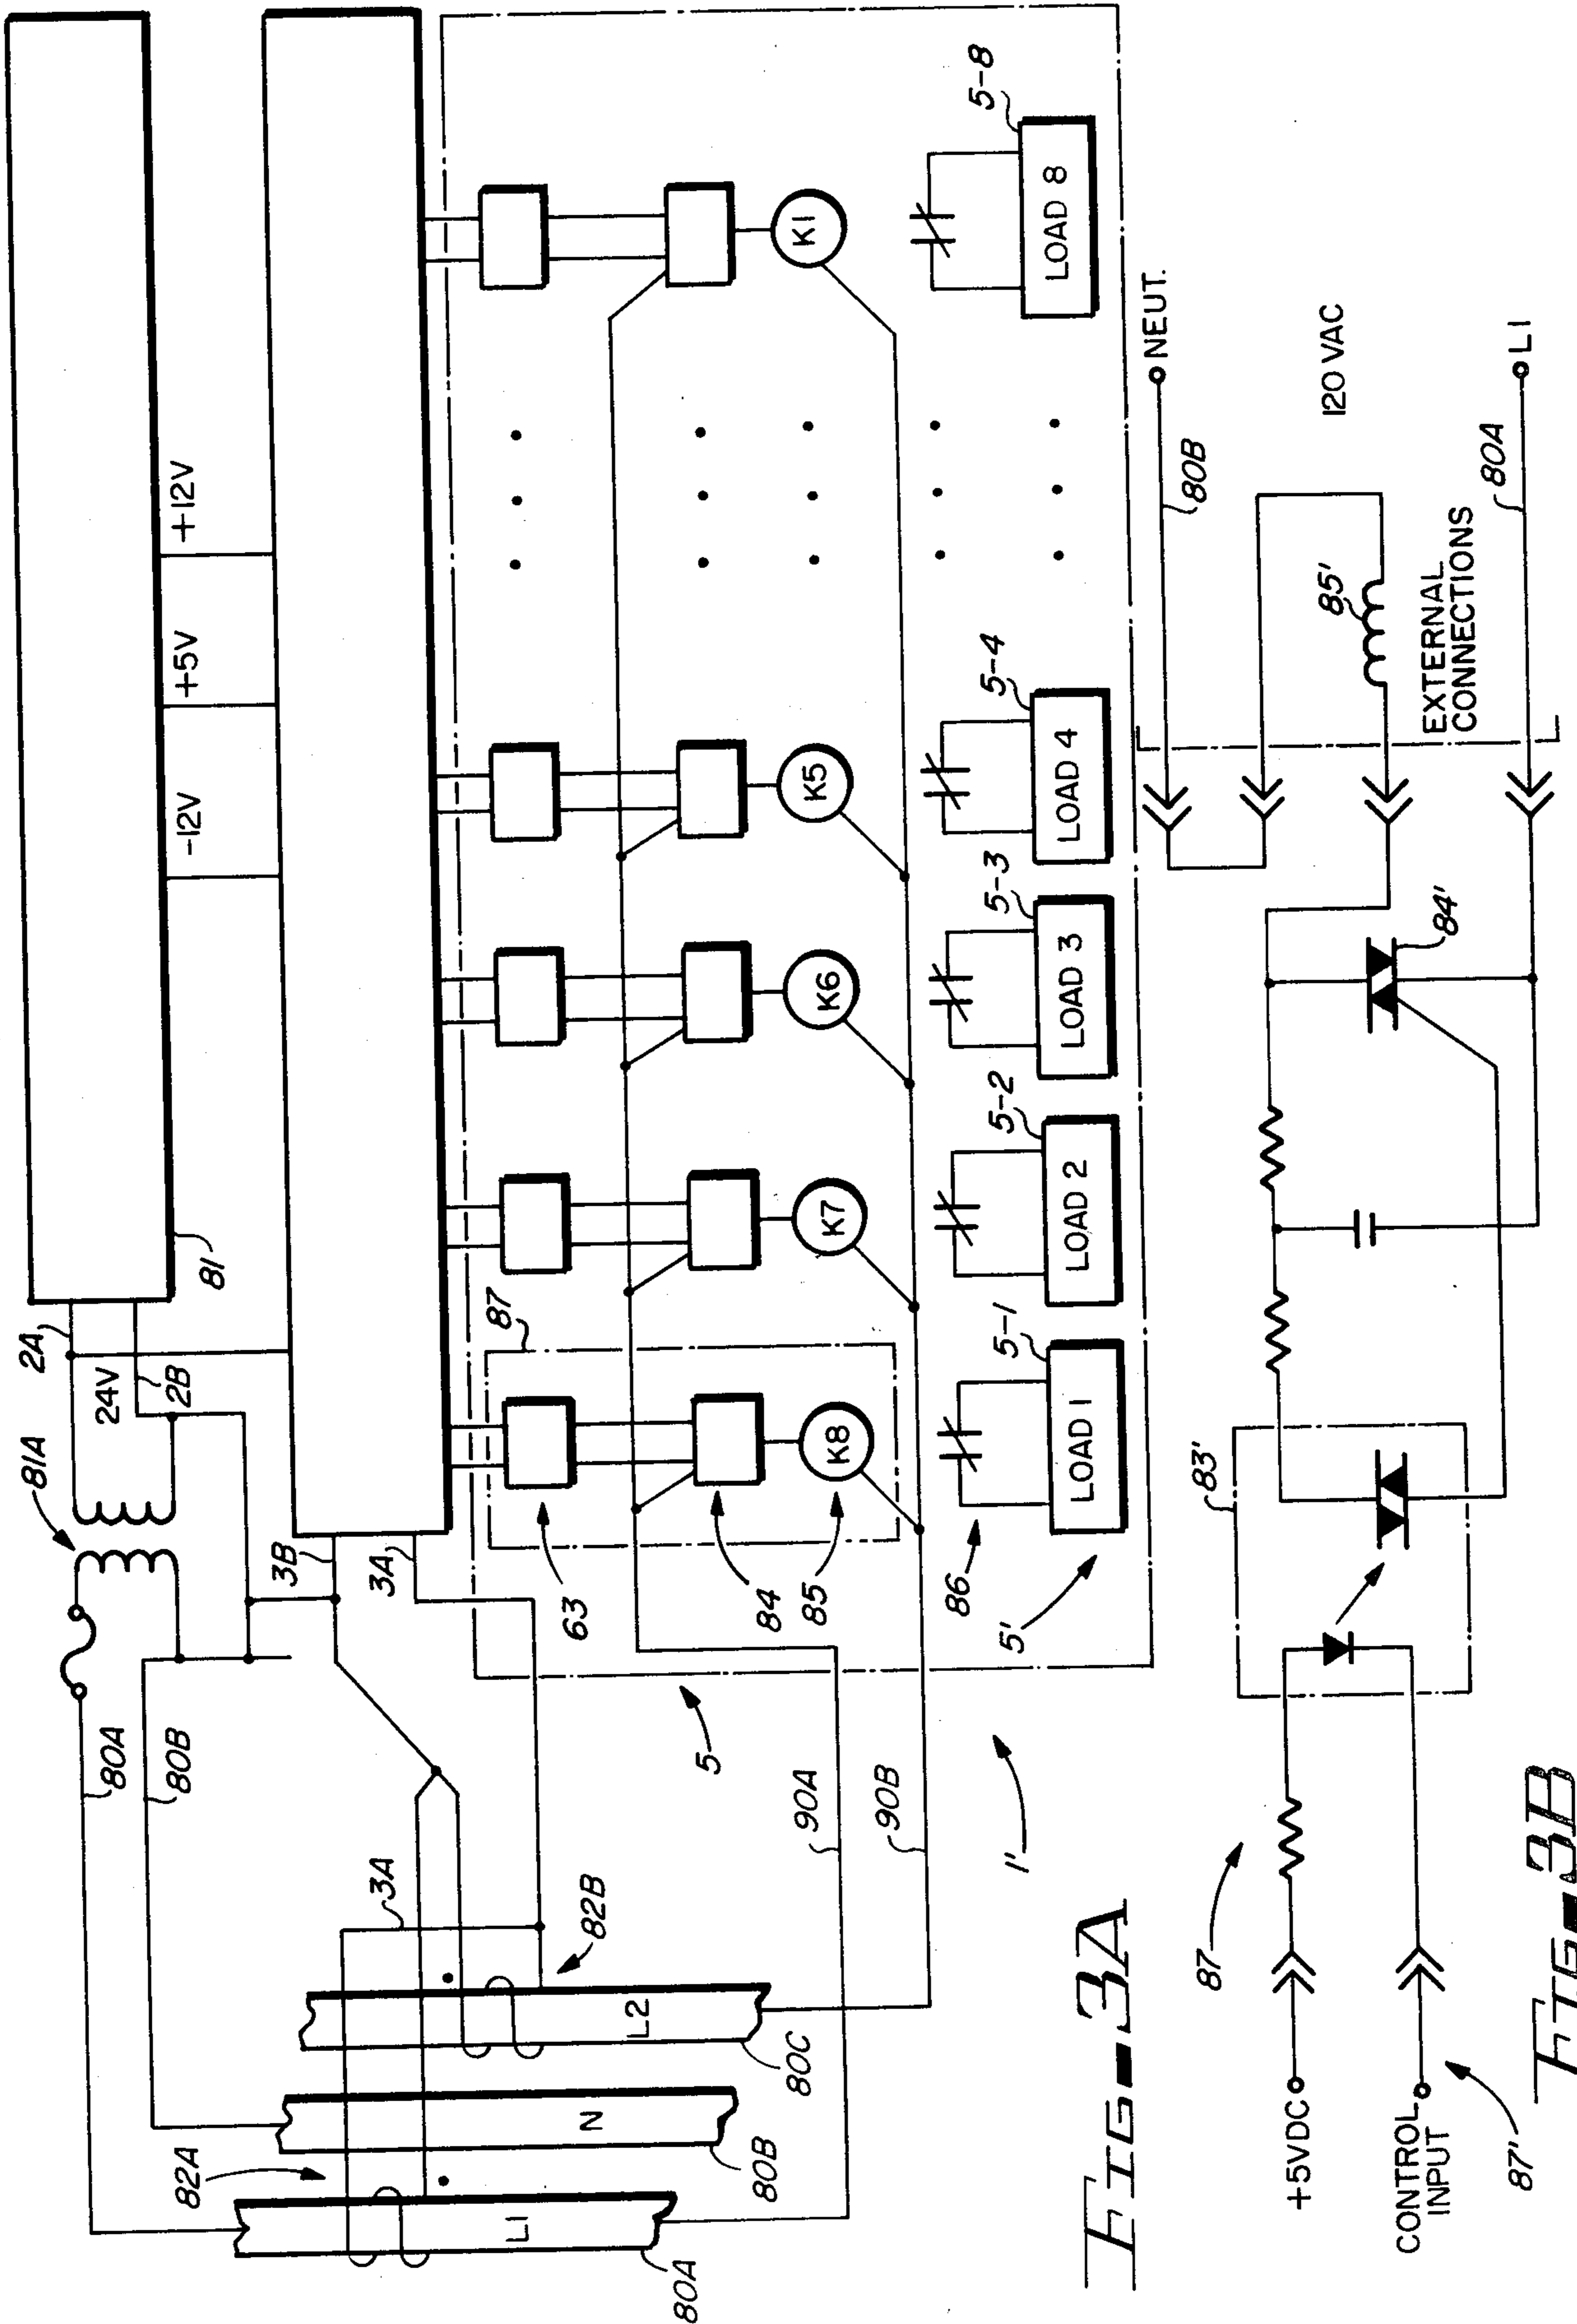 81A
2A
24V
2B
81
-12V
+5V
+12V
80A
80B
3B
3A
87
3A
82A
82B
L1
N
L2
80A
80B
80C
63
84
85
86
5'
5
1'
90A
90B
K8
K7
K6
K5
K1
5-1
5-2
5-3
5-4
5-8
LOAD 1
LOAD 2
LOAD 3
LOAD 4
LOAD 8
FIG-3A
87
+5VDC
CONTROL
INPUT
87'
83'
84'
85'
EXTERNAL
CONNECTIONS
80B
NEUT.
120 VAC
80A
L1
FIG-3B